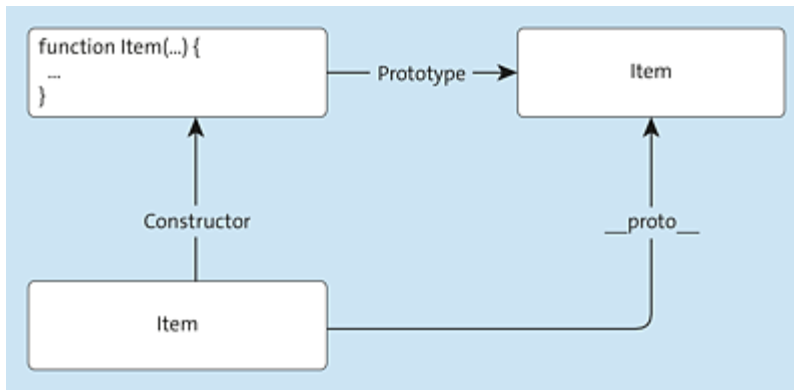 function Item(…) {
…
}
Prototype
Item
Constructor
__proto__
Item